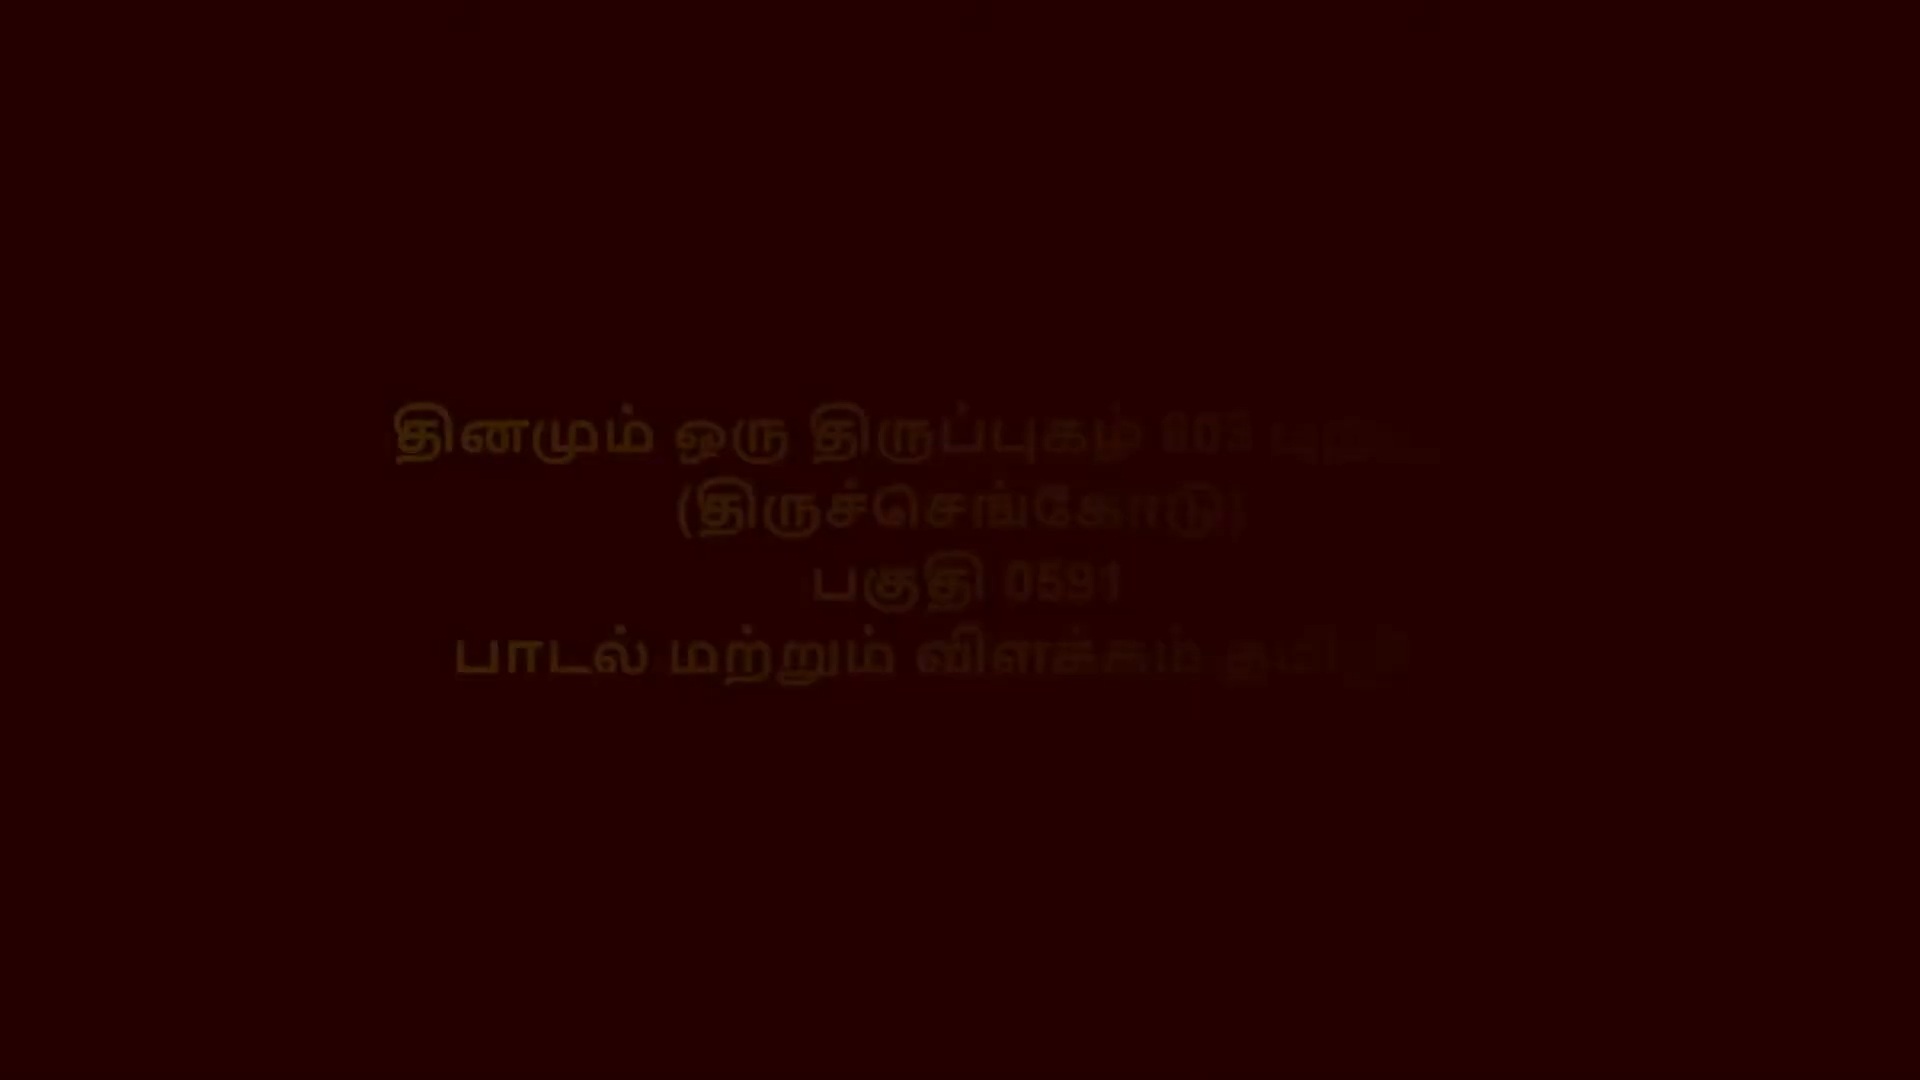 தினமும் ஒரு திருப்புகழ் 603
(திருச்செங்கோடு)
பகுதி 0591
பாடல் மற்றும் விளக்கம்